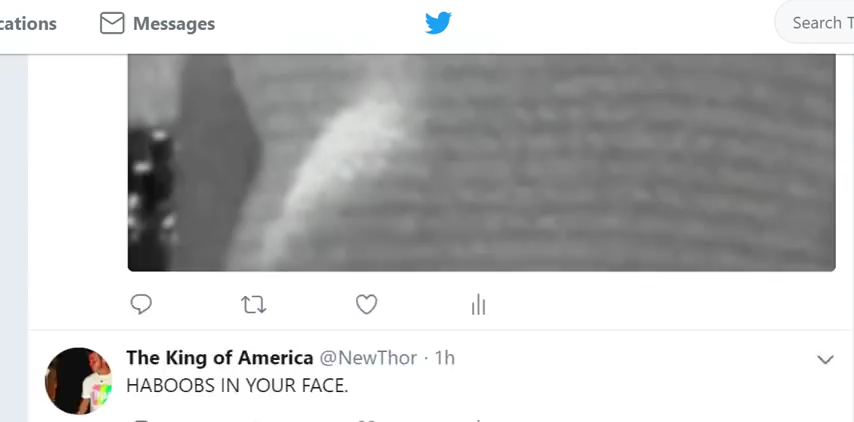 cations Messages Search T
The King of America @NewThor · 1h
HABOOBS IN YOUR FACE.